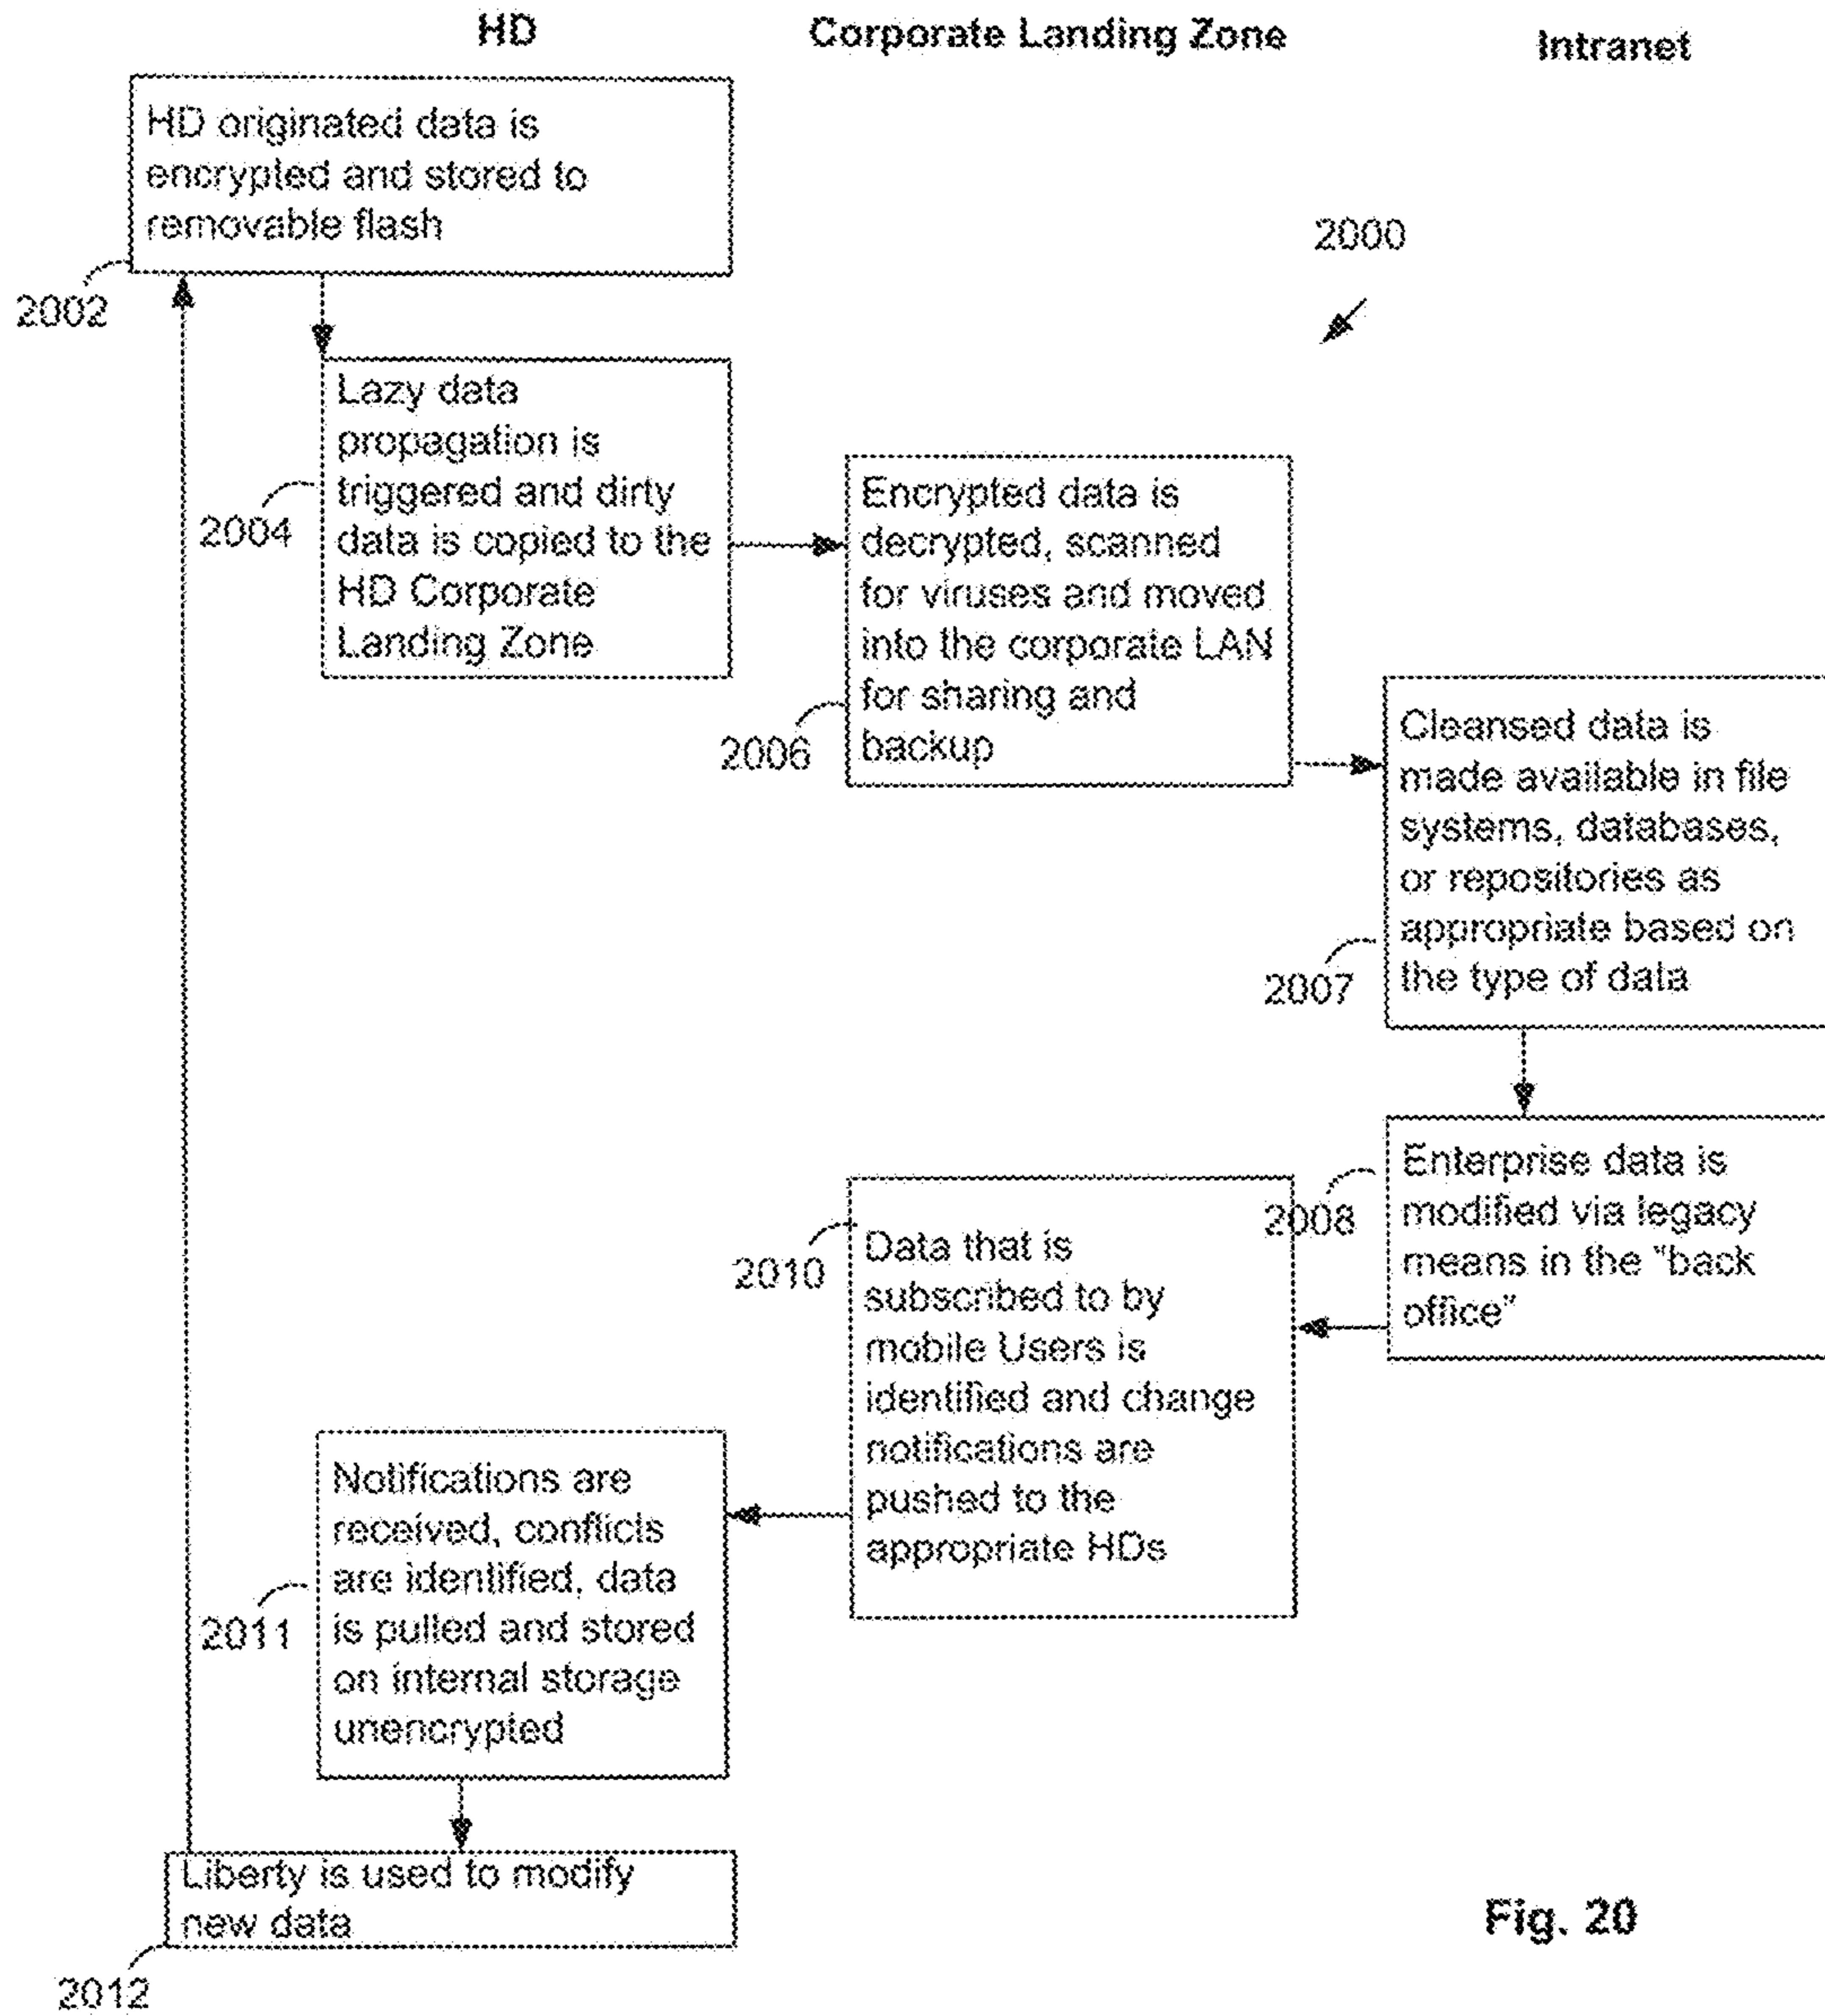 HD
Corporate Landing Zone
Intranet
HD originated data is
encrypted and stored to
removable flash
2002
2000
Lazy data
propagation is
triggered and dirty
data is copied to the
HD Corporate
Landing Zone
2004
Encrypted data is
decrypted, scanned
for viruses and moved
into the corporate LAN
for sharing and
backup
2006
Cleansed data is
made available in file
systems, databases,
or repositories as
appropriate based on
the type of data
2007
Enterprise data is
modified via legacy
means in the "back
office"
2008
Data that is
subscribed to by
mobile Users is
identified and change
notifications are
pushed to the
appropriate HDs
2010
Notifications are
received, conflicts
are identified, data
is pulled and stored
on internal storage
unencrypted
2011
Liberty is used to modify
new data
2012
Fig. 20